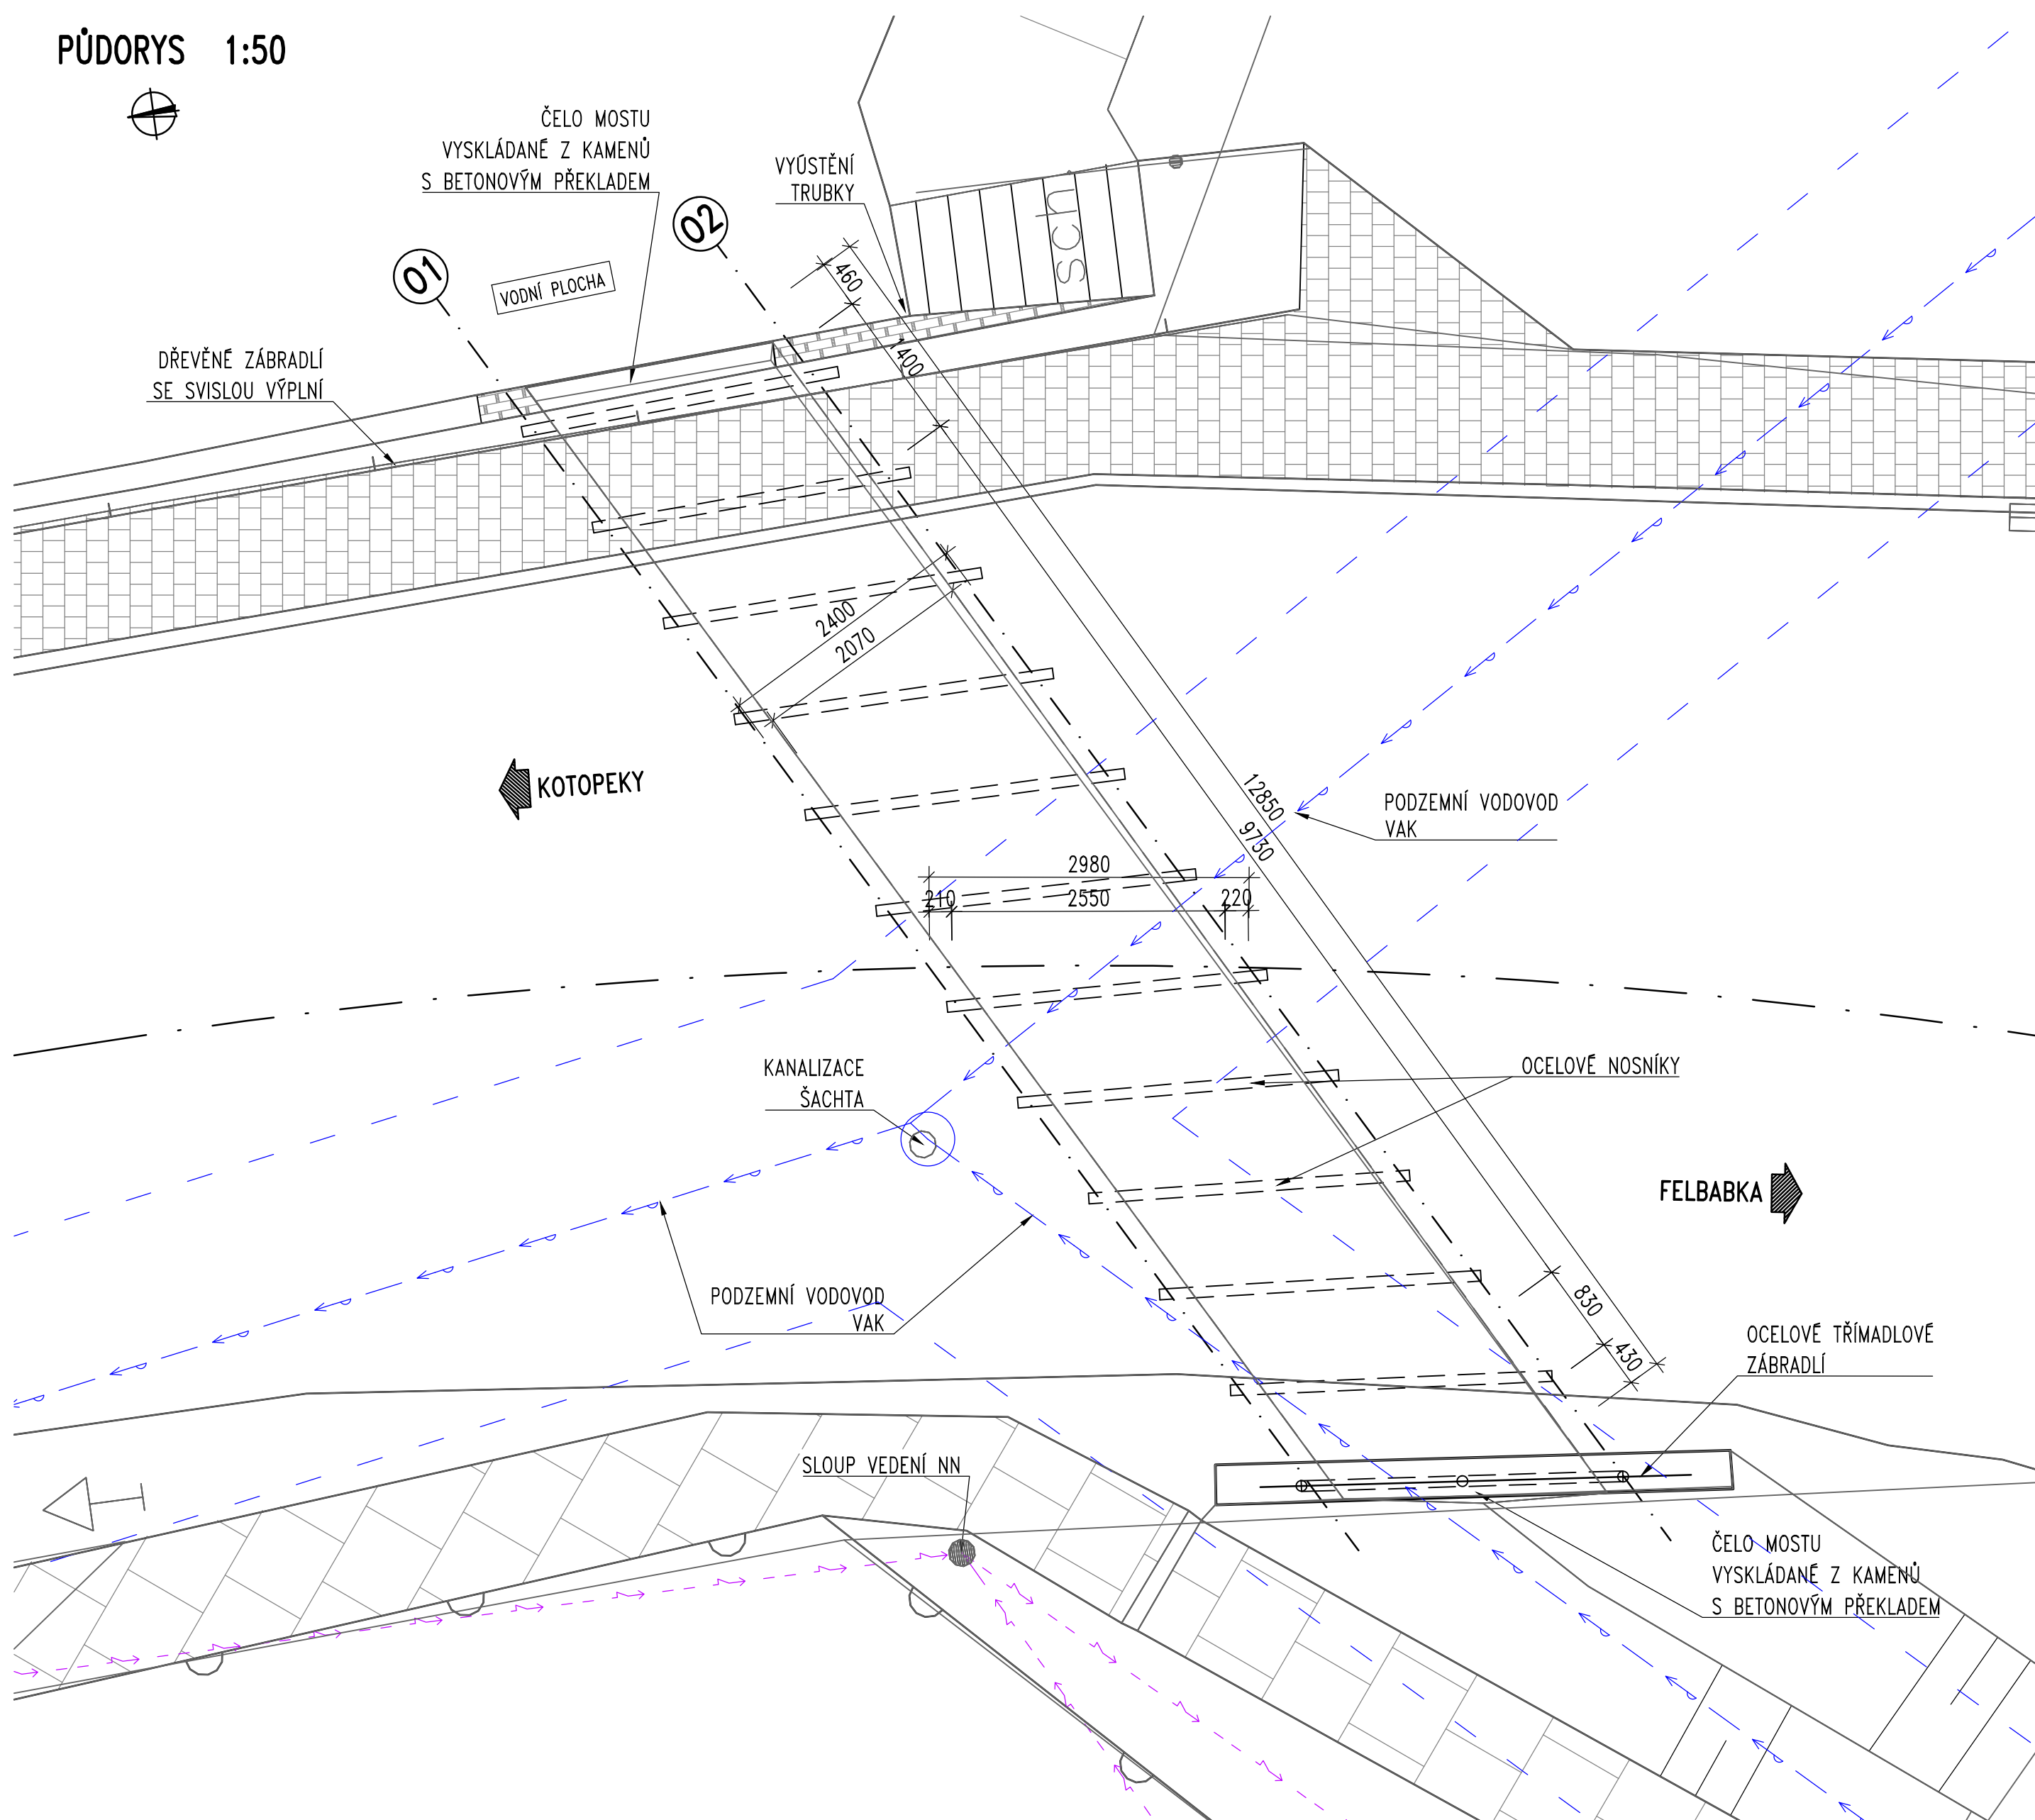 PŮDORYS 1:50
ČELO MOSTU
VYSKLÁDANÉ Z KAMENŮ
S BETONOVÝM PŘEKLADEM
VYÚSTĚNÍ
TRUBKY
sch
02
01
VODNÍ PLOCHA
460
400
DŘEVĚNÉ ZÁBRADLÍ
SE SVISLOU VÝPLNÍ
2400
2070
KOTOPEKY
12850
9730
PODZEMNÍ VODOVOD
VAK
2980
210
2550
220
KANALIZACE
ŠACHTA
OCELOVÉ NOSNÍKY
FELBABKA
PODZEMNÍ VODOVOD
VAK
830
430
OCELOVÉ TŘÍMADLOVÉ
ZÁBRADLÍ
SLOUP VEDENÍ NN
ČELO MOSTU
VYSKLÁDANÉ Z KAMENŮ
S BETONOVÝM PŘEKLADEM